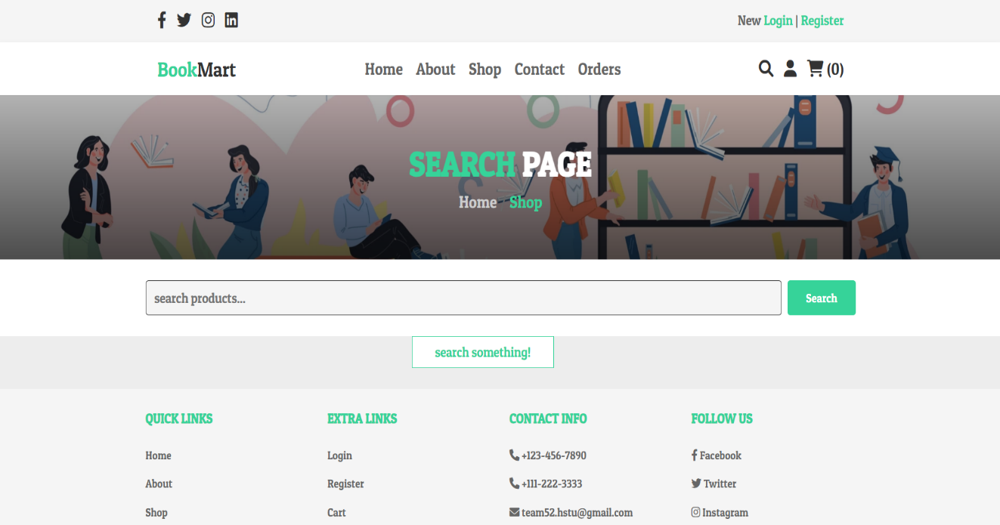 New Login | Register
BookMart
Home About Shop Contact Orders
(0)
SEARCH PAGE
Home Shop
search products...
Search
search something!
QUICK LINKS
Home
About
Shop
EXTRA LINKS
Login
Register
Cart
CONTACT INFO
+123-456-7890
+111-222-3333
team52.hstu@gmail.com
FOLLOW US
Facebook
Twitter
Instagram